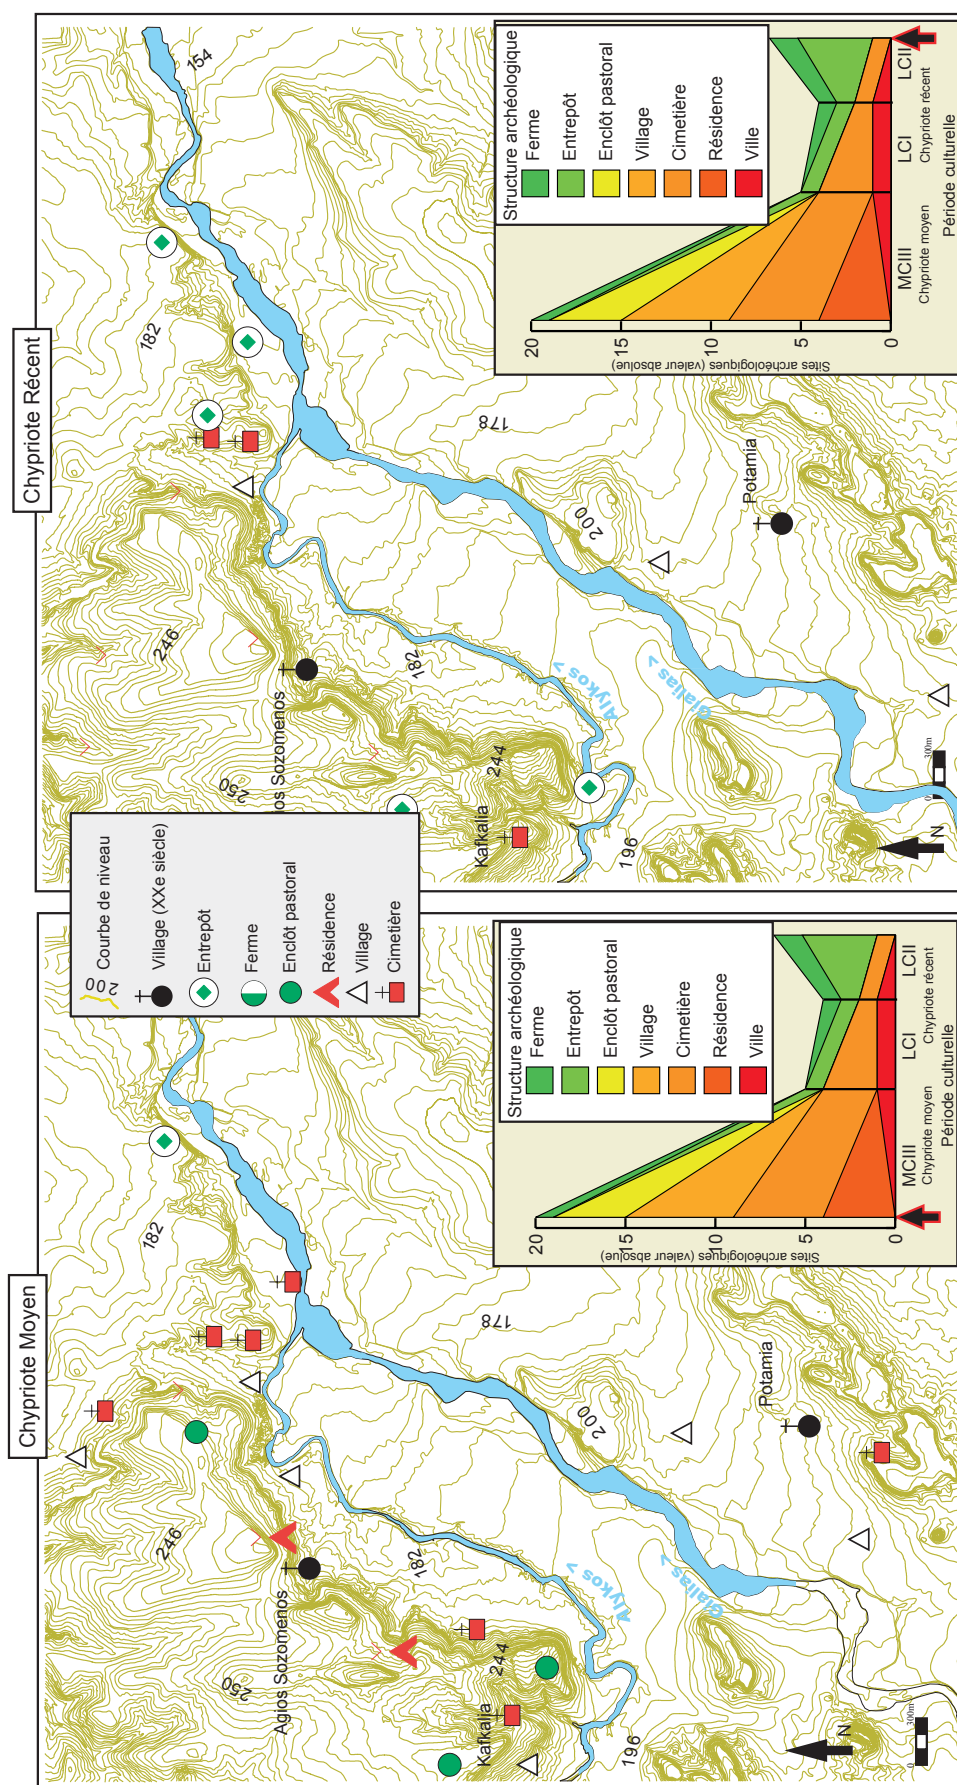 Chypriote Moyen
182
246
250
Agios Sozomenos
182
244
Kafkalia
196
Alykos >
Gialias >
200
178
Potamia
N
0
300m
Structure archéologique
Ferme
Entrepôt
Enclôt pastoral
Village
Cimetière
Résidence
Ville
Sites archéologiques (valeur absolue)
20
15
10
5
0
MCIII
LCI
LCII
Chypriote moyen
Chypriote récent
Période culturelle
200
Courbe de niveau
Village (XXe siècle)
Entrepôt
Ferme
Enclôt pastoral
Résidence
Village
Cimetière
Chypriote Récent
154
182
246
250
ios Sozomenos
182
244
Kafkalia
196
Alykos >
Gialias >
200
178
Potamia
N
0
300m
Structure archéologique
Ferme
Entrepôt
Enclôt pastoral
Village
Cimetière
Résidence
Ville
Sites archéologiques (valeur absolue)
20
15
10
5
0
MCIII
LCI
LCII
Chypriote moyen
Chypriote récent
Période culturelle